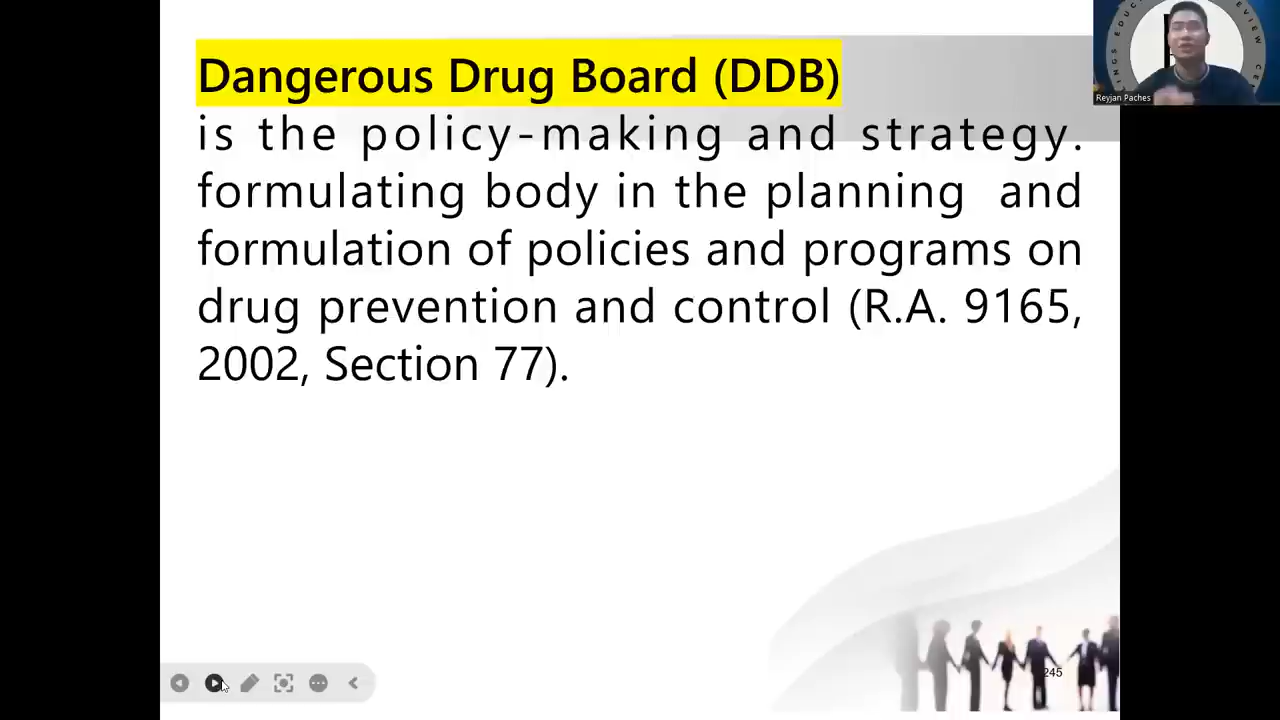 Dangerous Drug Board (DDB)
is the policy-making and strategy.
formulating body in the planning and
formulation of policies and programs on
drug prevention and control (R.A. 9165,
2002, Section 77).
Reyjan Paches
245